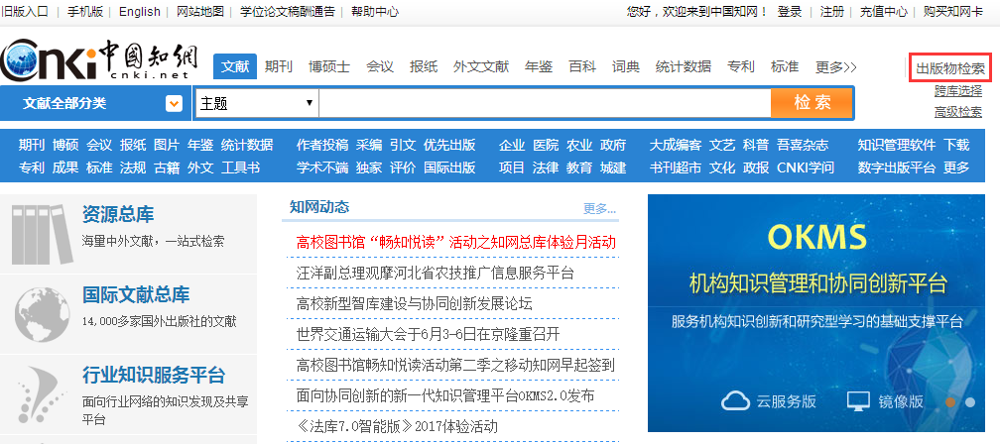 旧版入口 | 手机版 | English | 网站地图 | 学位论文稿酬通告 | 帮助中心
您好，欢迎来到中国知网！ 登录 | 注册 | 充值中心 | 购买知网卡
Cnki 中國知網
cnki.net
文献 期刊 博硕士 会议 报纸 外文文献 年鉴 百科 词典 统计数据 专利 标准 更多>>
出版物检索
跨库选择
高级检索
文献全部分类 主题 检 索
期刊 博硕 会议 报纸 图片 年鉴 统计数据 作者投稿 采编 引文 优先出版 企业 医院 农业 政府 大成编客 文艺 科普 吾喜杂志 知识管理软件 下载
专利 成果 标准 法规 古籍 外文 工具书 学术不端 独家 评价 国际出版 项目 法律 教育 城建 书刊超市 文化 政报 CNKI学问 数字出版平台 更多
资源总库
海量中外文献，一站式检索
国际文献总库
14,000多家国外出版社的文献
行业知识服务平台
面向行业网络的知识发现及共享
平台
知网动态 更多...
高校图书馆“畅知悦读”活动之知网总库体验月活动
汪洋副总理观摩河北省农技推广信息服务平台
高校新型智库建设与协同创新发展论坛
世界交通运输大会于6月3-6日在京隆重召开
高校图书馆畅知悦读活动第二季之移动知网早起签到
面向协同创新的新一代知识管理平台OKMS2.0发布
《法库7.0智能版》2017体验活动
OKMS
机构知识管理和协同创新平台
服务机构知识创新和研究型学习的基础支撑平台
云服务版 镜像版